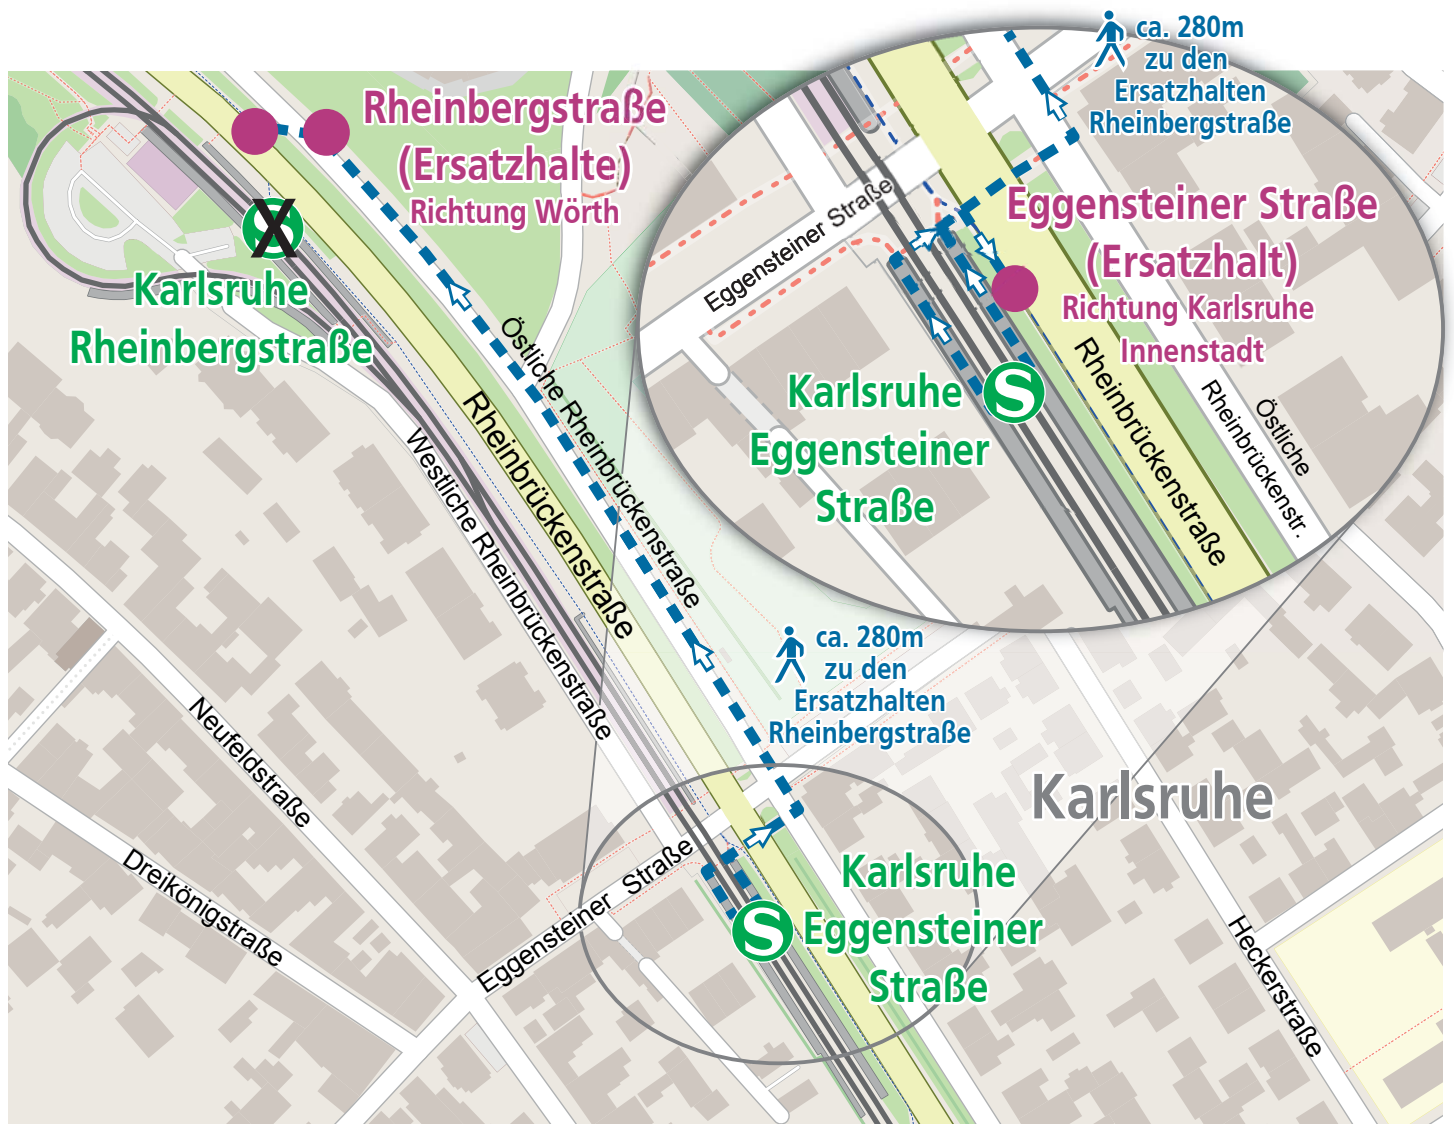 ca. 280m
zu den
Ersatzhalten
Rheinbergstraße
Rheinbergstraße
(Ersatzhalte)
Richtung Wörth
X
S
Karlsruhe
Rheinbergstraße
Eggensteiner Straße
Eggensteiner Straße
(Ersatzhalt)
Richtung Karlsruhe
Innenstadt
S
Karlsruhe
Eggensteiner
Straße
Rheinbrückenstraße
Östliche
Rheinbrückenstr.
Östliche Rheinbrückenstraße
Rheinbrückenstraße
Westliche Rheinbrückenstraße
ca. 280m
zu den
Ersatzhalten
Rheinbergstraße
Neufeldstraße
Dreikönigstraße
Eggensteiner Straße
Karlsruhe
S
Karlsruhe
Eggensteiner
Straße
Heckerstraße